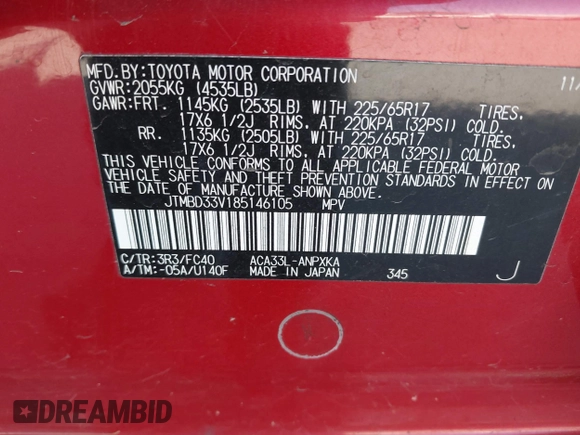 MFD.BY:TOYOTA MOTOR CORPORATION 11/
GVWR:2055KG (4535LB)
GAWR:FRT. 1145KG (2535LB) WITH 225/65R17 TIRES,
17X6 1/2J RIMS, AT 220KPA (32PSI) COLD.
RR. 1135KG (2505LB) WITH 225/65R17 TIRES,
17X6 1/2J RIMS, AT 220KPA (32PSI) COLD.
THIS VEHICLE CONFORMS TO ALL APPLICABLE FEDERAL MOTOR
VEHICLE SAFETY AND THEFT PREVENTION STANDARDS IN EFFECT ON
THE DATE OF MANUFACTURE SHOWN ABOVE.
JTMBD33V185146105 MPV
C/TR:3R3/FC40 ACA33L-ANPXKA
A/TM:-05A/U140F MADE IN JAPAN 345 J
DREAMBID